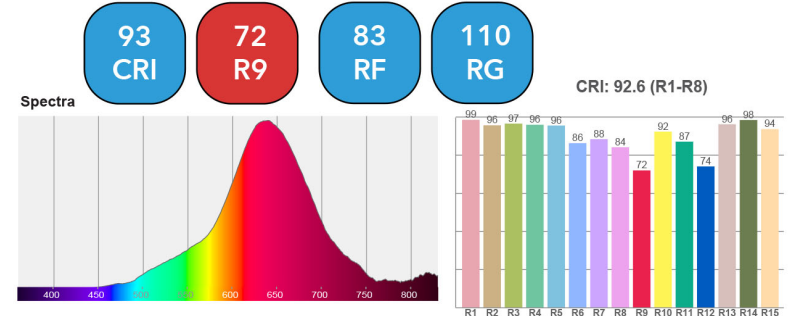 93 CRI
72 R9
83 RF
110 RG
Spectra
CRI: 92.6 (R1-R8)
99 96 97 96 96 86 88 84 72 92 87 74 96 98 94
400 450 500 550 600 650 700 750 800
R1 R2 R3 R4 R5 R6 R7 R8 R9 R10 R11 R12 R13 R14 R15